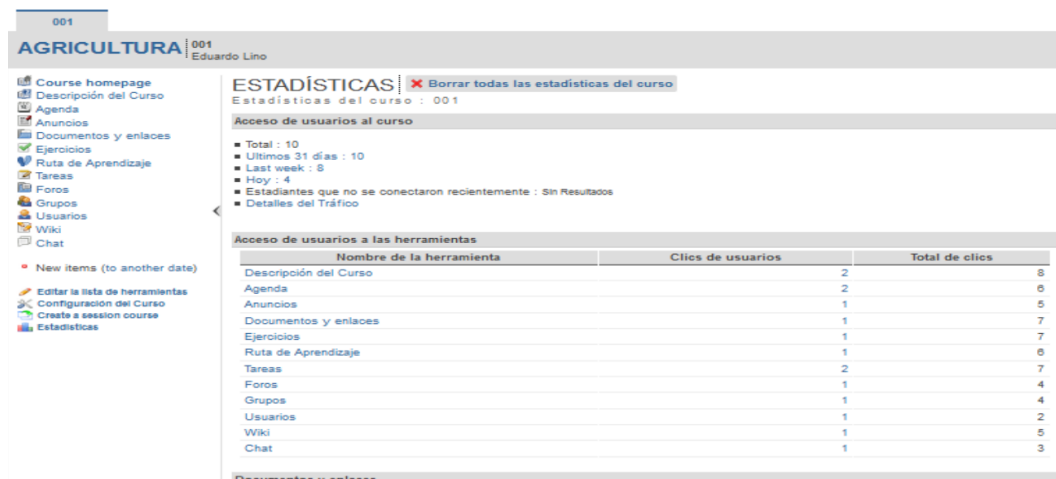 001
AGRICULTURA
001
Eduardo Lino
Course homepage
Descripción del Curso
Agenda
Anuncios
Documentos y enlaces
Ejercicios
Ruta de Aprendizaje
Tareas
Foros
Grupos
Usuarios
Wiki
Chat
New items (to another date)
Editar la lista de herramientas
Configuración del Curso
Create a session course
Estadísticas
ESTADÍSTICAS Borrar todas las estadísticas del curso
Estadísticas del curso : 001
Acceso de usuarios al curso
Total : 10
Ultimos 31 días : 10
Last week : 8
Hoy : 4
Estudiantes que no se conectaron recientemente : Sin Resultados
Detalles del Tráfico
Acceso de usuarios a las herramientas
Nombre de la herramienta Clics de usuarios Total de clics
Descripción del Curso 2 8
Agenda 2 6
Anuncios 1 5
Documentos y enlaces 1 7
Ejercicios 1 7
Ruta de Aprendizaje 1 6
Tareas 2 7
Foros 1 4
Grupos 1 4
Usuarios 1 2
Wiki 1 5
Chat 1 3
Documentos y enlaces